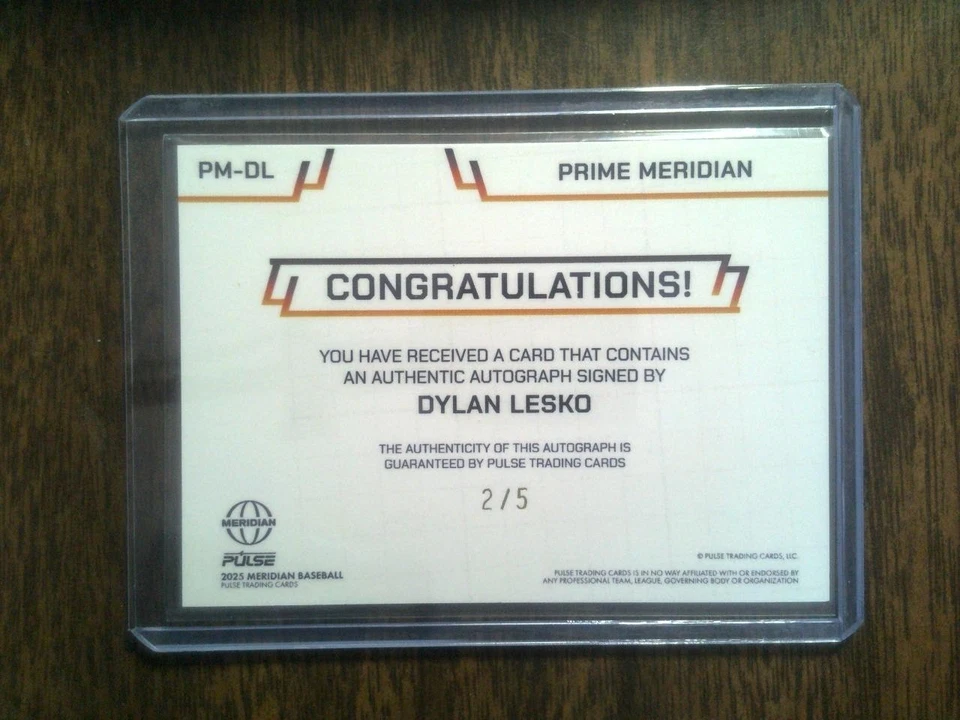 PM-DL
PRIME MERIDIAN
CONGRATULATIONS!
YOU HAVE RECEIVED A CARD THAT CONTAINS
AN AUTHENTIC AUTOGRAPH SIGNED BY
DYLAN LESKO
THE AUTHENTICITY OF THIS AUTOGRAPH IS
GUARANTEED BY PULSE TRADING CARDS
2/5
MERIDIAN
PULSE
2025 MERIDIAN BASEBALL
PULSE TRADING CARDS
© PULSE TRADING CARDS, LLC.
PULSE TRADING CARDS IS IN NO WAY AFFILIATED WITH OR ENDORSED BY
ANY PROFESSIONAL TEAM, LEAGUE, GOVERNING BODY OR ORGANIZATION